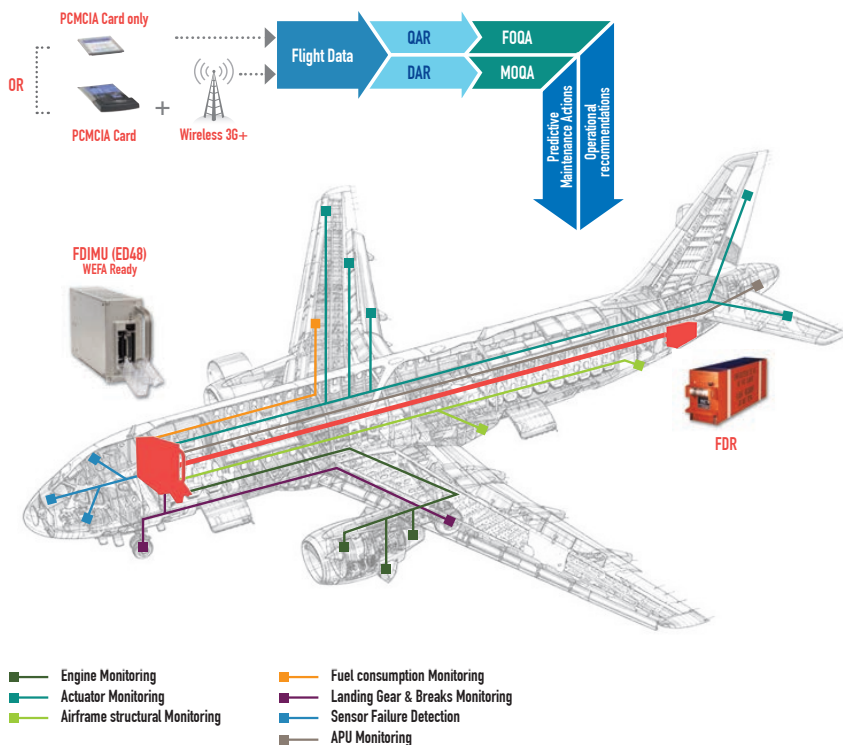 PCMCIA Card only
OR
PCMCIA Card
+
Wireless 3G+
Flight Data
QAR
FOQA
DAR
MOQA
Predictive
Maintenance Actions
Operational
recommendations
FDIMU (ED48)
WEFA Ready
FDR
Engine Monitoring
Actuator Monitoring
Airframe structural Monitoring
Fuel consumption Monitoring
Landing Gear & Breaks Monitoring
Sensor Failure Detection
APU Monitoring